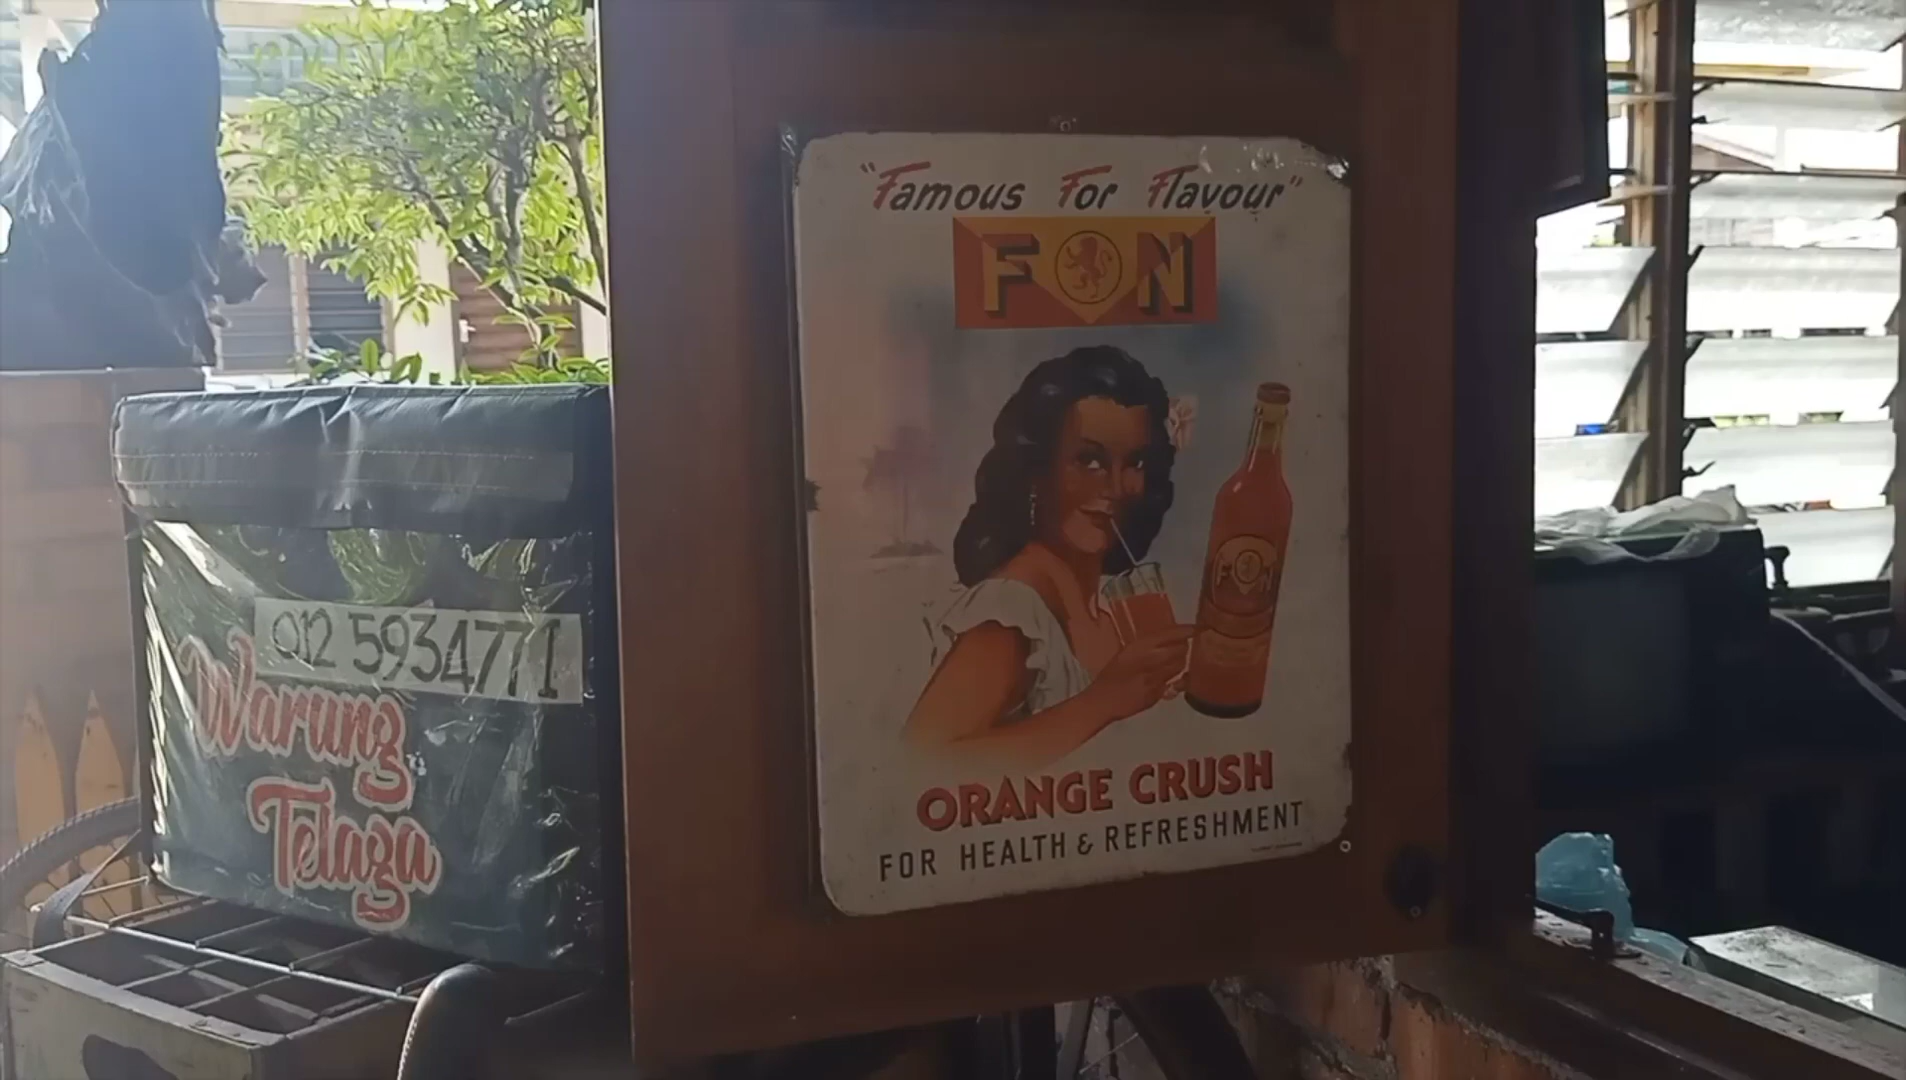 "Famous For Flavour"
F N
F N
ORANGE CRUSH
FOR HEALTH & REFRESHMENT
012 5934771
Warung
Telaga